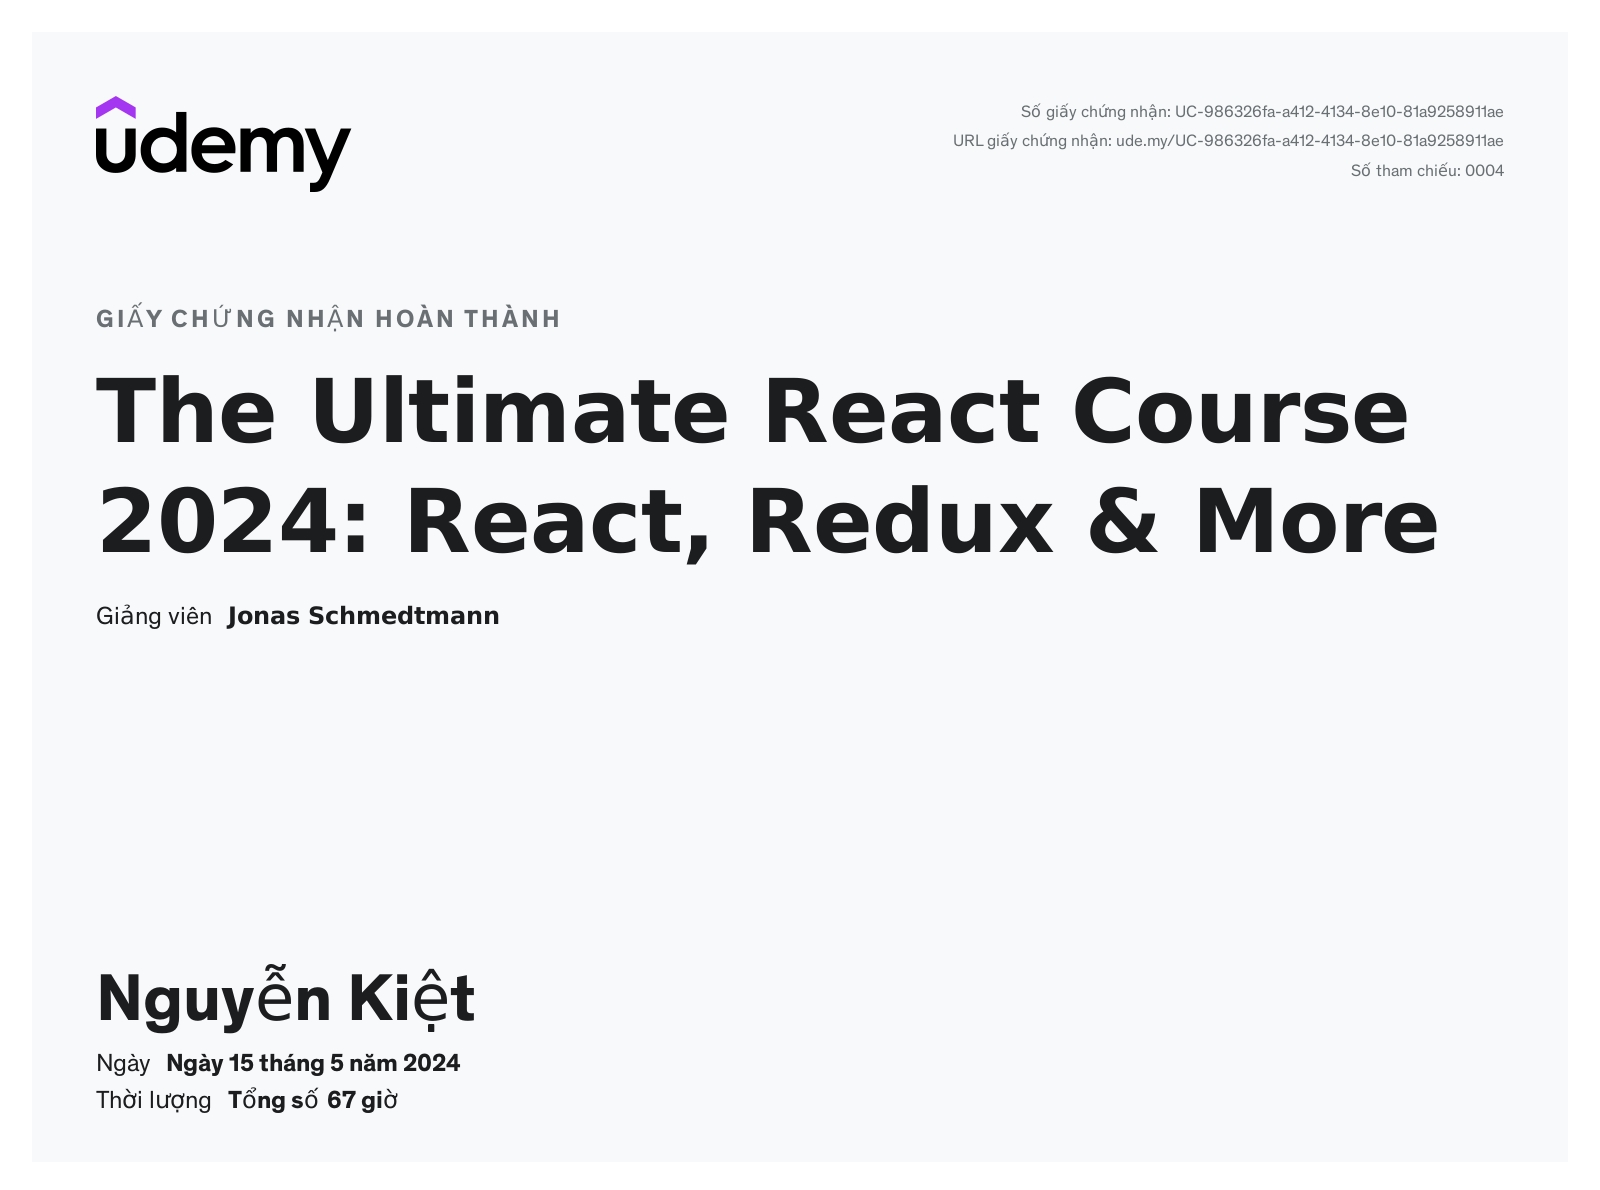 udemy
Số giấy chứng nhận: UC-986326fa-a412-4134-8e10-81a9258911ae
URL giấy chứng nhận: ude.my/UC-986326fa-a412-4134-8e10-81a9258911ae
Số tham chiếu: 0004
GIẤY CHỨNG NHẬN HOÀN THÀNH
The Ultimate React Course
2024: React, Redux & More
Giảng viên Jonas Schmedtmann
Nguyễn Kiệt
Ngày Ngày 15 tháng 5 năm 2024
Thời lượng Tổng số 67 giờ